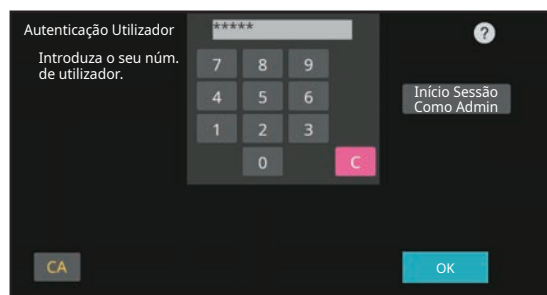 Autenticação Utilizador
*****
?
Introduza o seu núm.
de utilizador.
7 8 9
4 5 6
1 2 3
0 C
Início Sessão
Como Admin
CA
OK